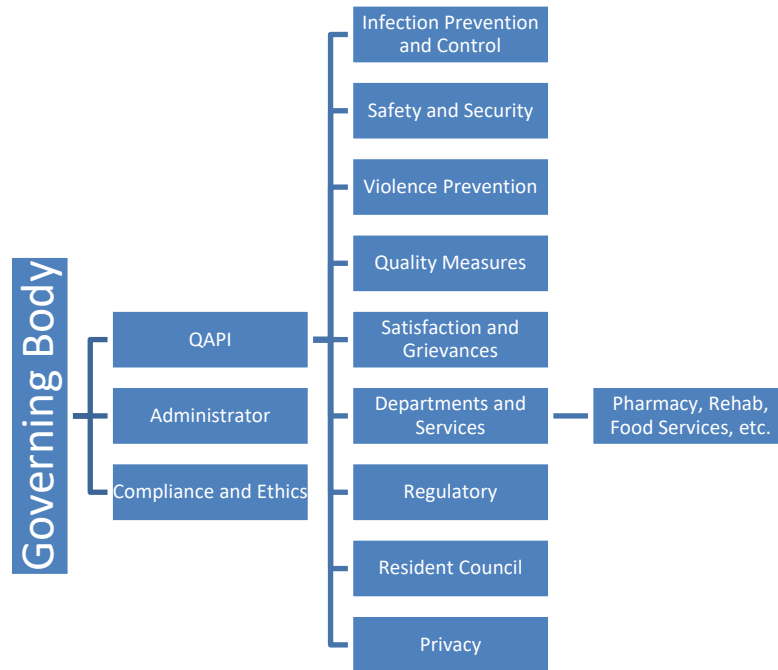 Governing Body
QAPI
Administrator
Compliance and Ethics
Infection Prevention
and Control
Safety and Security
Violence Prevention
Quality Measures
Satisfaction and
Grievances
Departments and
Services
Regulatory
Resident Council
Privacy
Pharmacy, Rehab,
Food Services, etc.